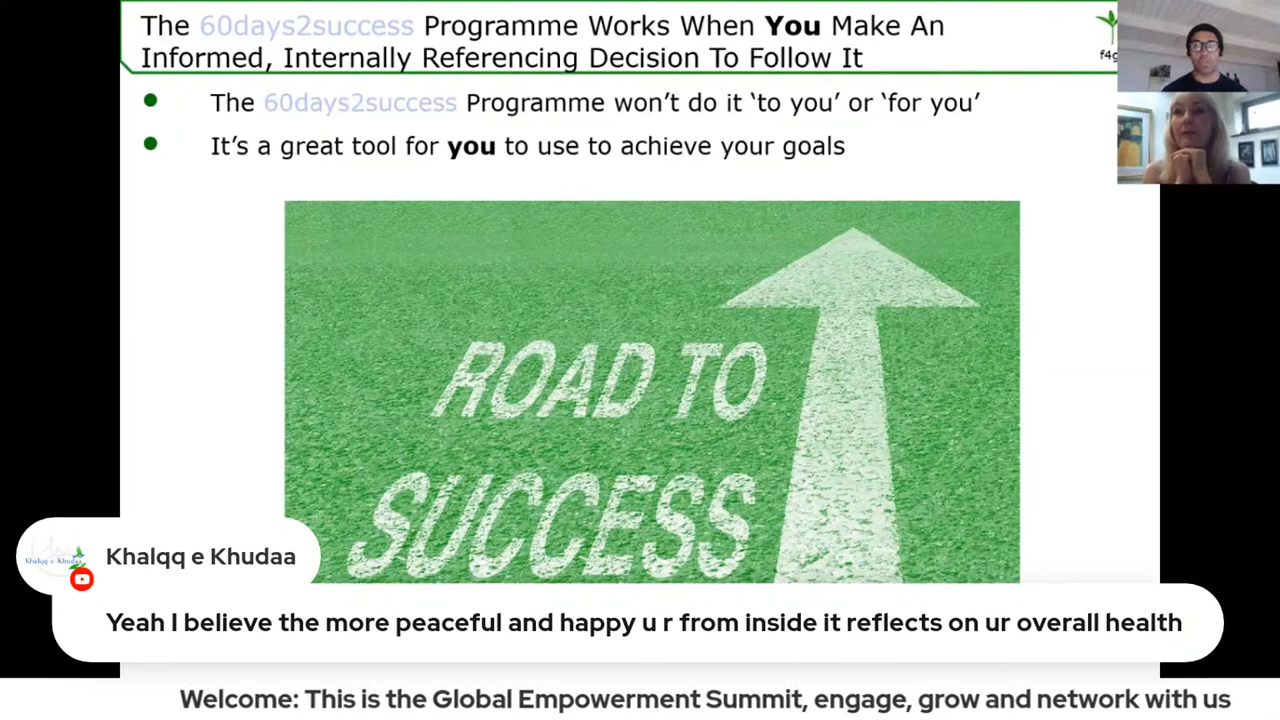 The 60days2success Programme Works When You Make An
Informed, Internally Referencing Decision To Follow It
f4g
The 60days2success Programme won't do it ‘to you’ or ‘for you’
It's a great tool for you to use to achieve your goals
ROAD TO
SUCCESS
Khalqq e Khudaa
Khalqq e Khudaa
Yeah I believe the more peaceful and happy u r from inside it reflects on ur overall health
Welcome: This is the Global Empowerment Summit, engage, grow and network with us